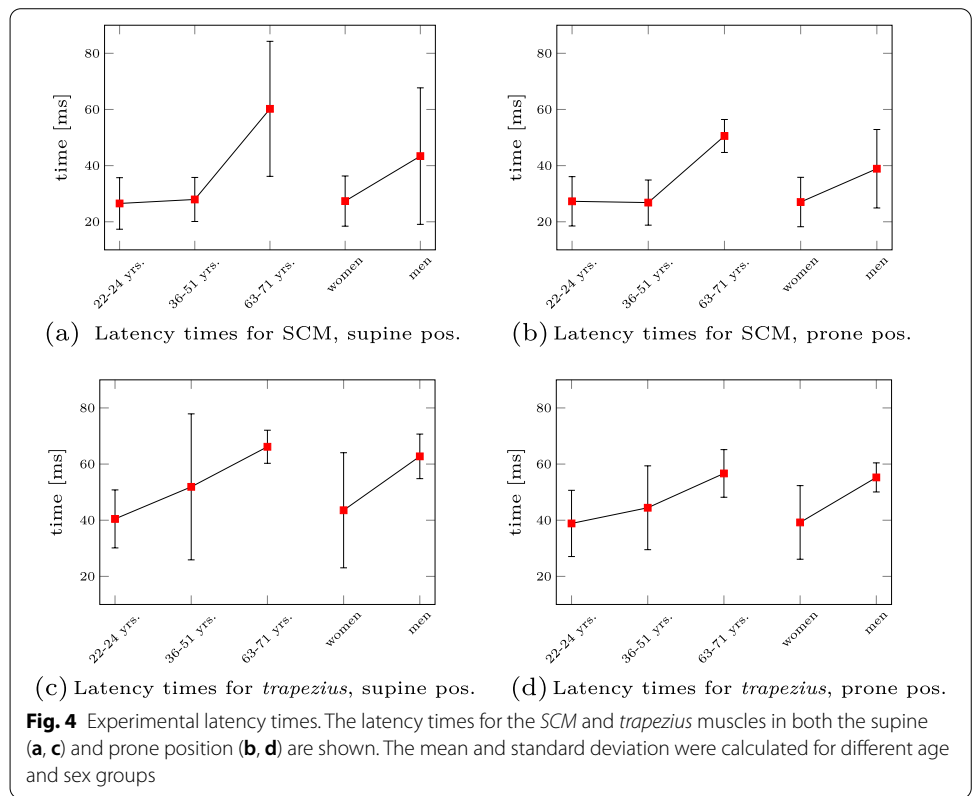 80
60
40
20
time [ms]
22-24 yrs.
36-51 yrs.
63-71 yrs.
women
men
(a) Latency times for SCM, supine pos.
80
60
40
20
time [ms]
22-24 yrs.
36-51 yrs.
63-71 yrs.
women
men
(b) Latency times for SCM, prone pos.
80
60
40
20
time [ms]
22-24 yrs.
36-51 yrs.
63-71 yrs.
women
men
(c) Latency times for trapezius, supine pos.
80
60
40
20
time [ms]
22-24 yrs.
36-51 yrs.
63-71 yrs.
women
men
(d) Latency times for trapezius, prone pos.
Fig. 4 Experimental latency times. The latency times for the SCM and trapezius muscles in both the supine
(a, c) and prone position (b, d) are shown. The mean and standard deviation were calculated for different age
and sex groups